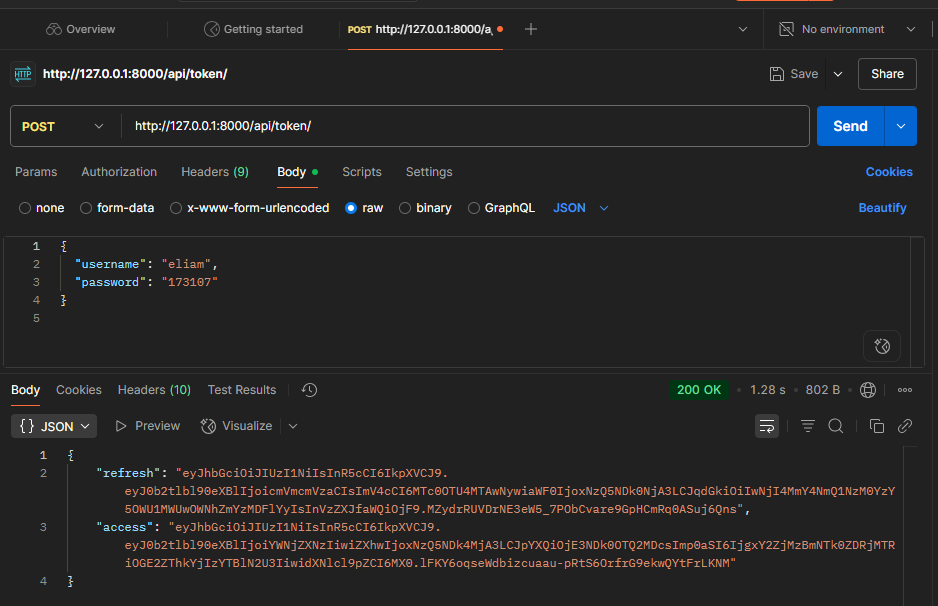 Overview
Getting started
POST http://127.0.0.1:8000/a
No environment
HTTP http://127.0.0.1:8000/api/token/
Save
Share
POST
http://127.0.0.1:8000/api/token/
Send
Params
Authorization
Headers (9)
Body
Scripts
Settings
Cookies
none
form-data
x-www-form-urlencoded
raw
binary
GraphQL
JSON
Beautify
1 {
2 "username": "eliam",
3 "password": "173107"
4 }
5
Body
Cookies
Headers (10)
Test Results
200 OK
1.28 s
802 B
{} JSON
Preview
Visualize
1 {
2 "refresh": "eyJhbGciOiJIUzI1NiIsInR5cCI6IkpXVCJ9.
eyJ0b2tlbl90eXBlIjoicmVmcmVzaCIsImV4cCI6MTc0OTU4MTAwNywiaWF0IjoxNzQ5NDk0NjA3LCJqdGkiOiIwNjI4MmY4NmQ1NzM0YzY
5OWU1MWUwOWNhZmYzMDFlYyIsInVzZXJfaWQiOjF9.MZydrRUVDrNE3eW5_7PObCvare9GpHCmRq0ASuj6Qns",
3 "access": "eyJhbGciOiJIUzI1NiIsInR5cCI6IkpXVCJ9.
eyJ0b2tlbl90eXBlIjoiYWNjZXNzIiwiZXhwIjoxNzQ5NDk4MjA3LCJpYXQiOjE3NDk0OTQ2MDcsImp0aSI6IjgxY2ZjMzBmNTk0ZDRjMTR
iOGE2ZThkYjIzYTBlN2U3IiwidXNlcl9pZCI6MX0.lFKY6oqseWdbizcuaau-pRtS6OrfrG9ekwQYtFrLKNM"
4 }